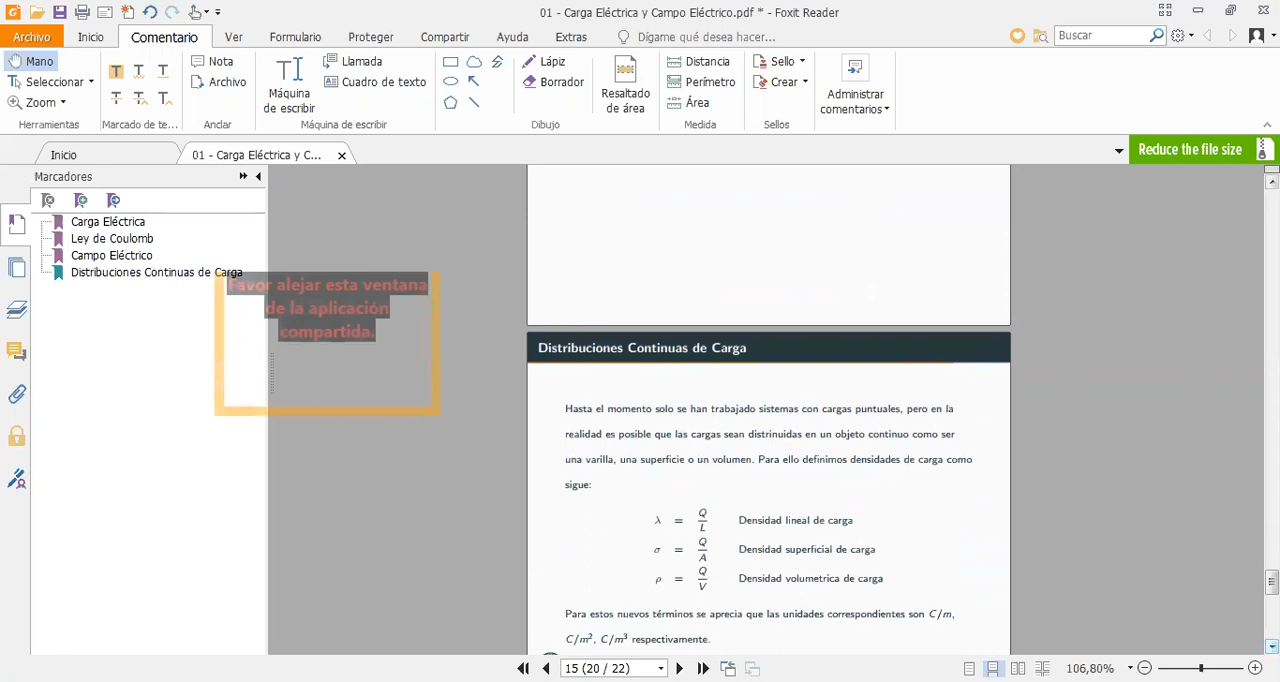 01 - Carga Eléctrica y Campo Eléctrico.pdf * - Foxit Reader
Archivo Inicio Comentario Ver Formulario Proteger Compartir Ayuda Extras Dígame qué desea hacer... Buscar
Mano
Seleccionar
Zoom
Herramientas
Marcado de te...
Nota
Archivo
Anclar
Máquina
de escribir
Llamada
Cuadro de texto
Máquina de escribir
Lápiz
Borrador
Dibujo
Resaltado
de área
Distancia
Perímetro
Área
Medida
Sello
Crear
Sellos
Administrar
comentarios
Inicio
01 - Carga Eléctrica y C...
Reduce the file size
Marcadores
Carga Eléctrica
Ley de Coulomb
Campo Eléctrico
Distribuciones Continuas de Carga
Favor alejar esta ventana
de la aplicación
compartida.
Distribuciones Continuas de Carga
Hasta el momento solo se han trabajado sistemas con cargas puntuales, pero en la
realidad es posible que las cargas sean distrinuidas en un objeto continuo como ser
una varilla, una superficie o un volumen. Para ello definimos densidades de carga como
sigue:
λ = Q/L Densidad lineal de carga
σ = Q/A Densidad superficial de carga
ρ = Q/V Densidad volumetrica de carga
Para estos nuevos términos se aprecia que las unidades correspondientes son C/m,
C/m², C/m³ respectivamente.
15 (20 / 22)
106,80%